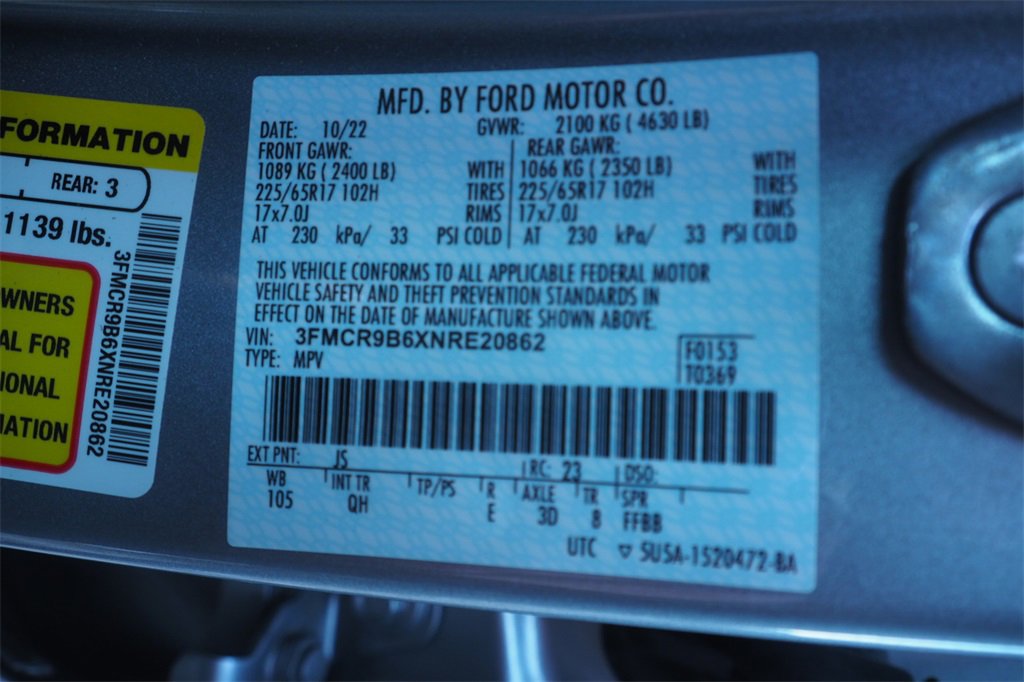 FORMATION
REAR: 3
1139 lbs.
WNERS
AL FOR
IONAL
ATION
3FMCR9B6XNRE20862
MFD. BY FORD MOTOR CO.
DATE: 10/22 GVWR: 2100 KG ( 4630 LB)
FRONT GAWR: REAR GAWR:
1089 KG ( 2400 LB) WITH 1066 KG ( 2350 LB) WITH
225/65R17 102H TIRES 225/65R17 102H TIRES
17x7.0J RIMS 17x7.0J RIMS
AT 230 kPa/ 33 PSI COLD AT 230 kPa/ 33 PSI COLD
THIS VEHICLE CONFORMS TO ALL APPLICABLE FEDERAL MOTOR
VEHICLE SAFETY AND THEFT PREVENTION STANDARDS IN
EFFECT ON THE DATE OF MANUFACTURE SHOWN ABOVE.
VIN: 3FMCR9B6XNRE20862
TYPE: MPV
F0153
T0369
EXT PNT: JS RC: 23 DSO:
WB INT TR TP/PS R AXLE TR SPR
105 QH E 3D 8 FFBB
UTC ▽ 5U5A-1520472-BA